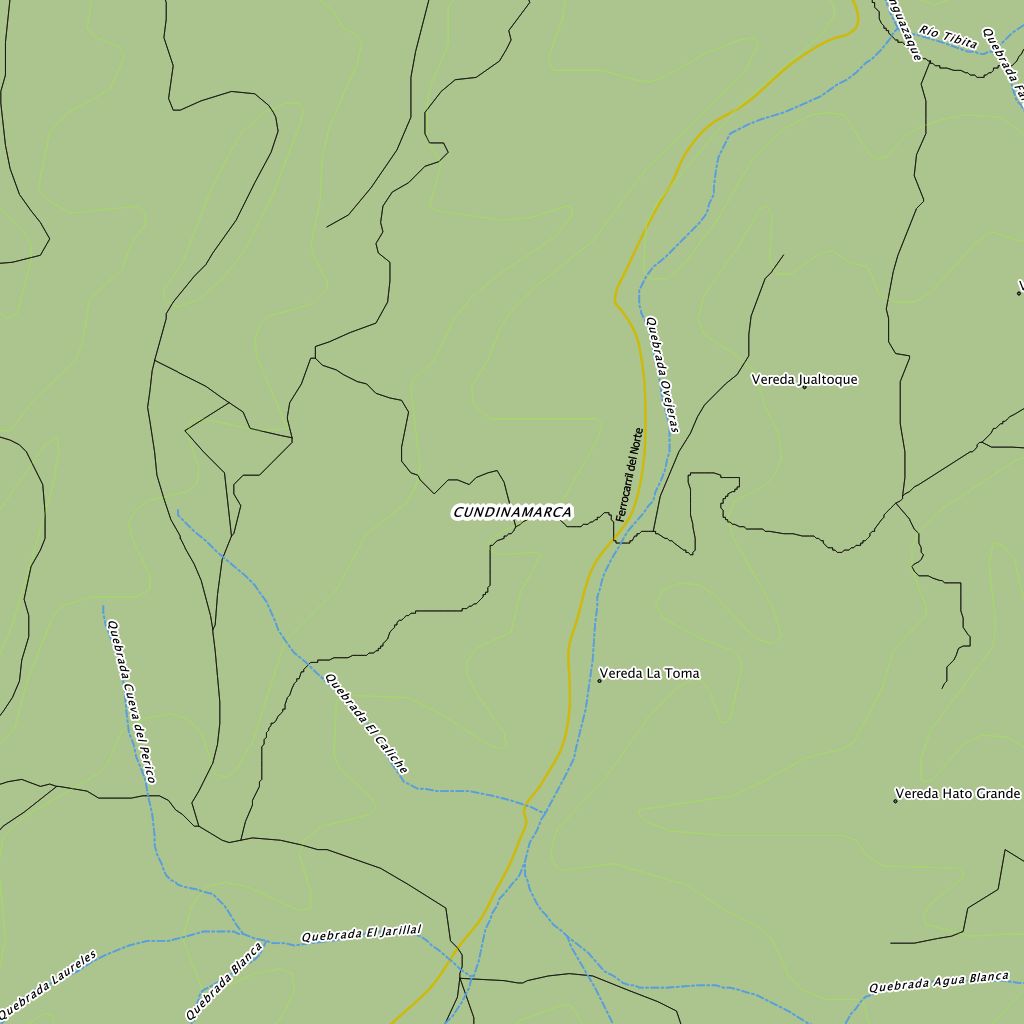 Río Tibita
Quebrada Ovejeras
Vereda Jualtoque
Ferrocarril del Norte
CUNDINAMARCA
Quebrada Cueva del Perico
Quebrada El Caliche
Vereda La Toma
Vereda Hato Grande
Quebrada El Jarillal
Quebrada Laureles
Quebrada Blanca
Quebrada Agua Blanca
Quebrada